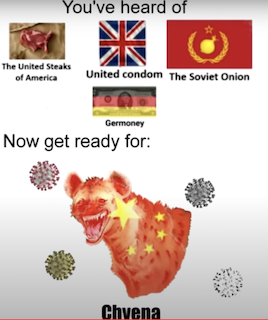 You've heard of
The United Steaks
of America
United condom
The Soviet Onion
Germoney
Now get ready for:
Chyena